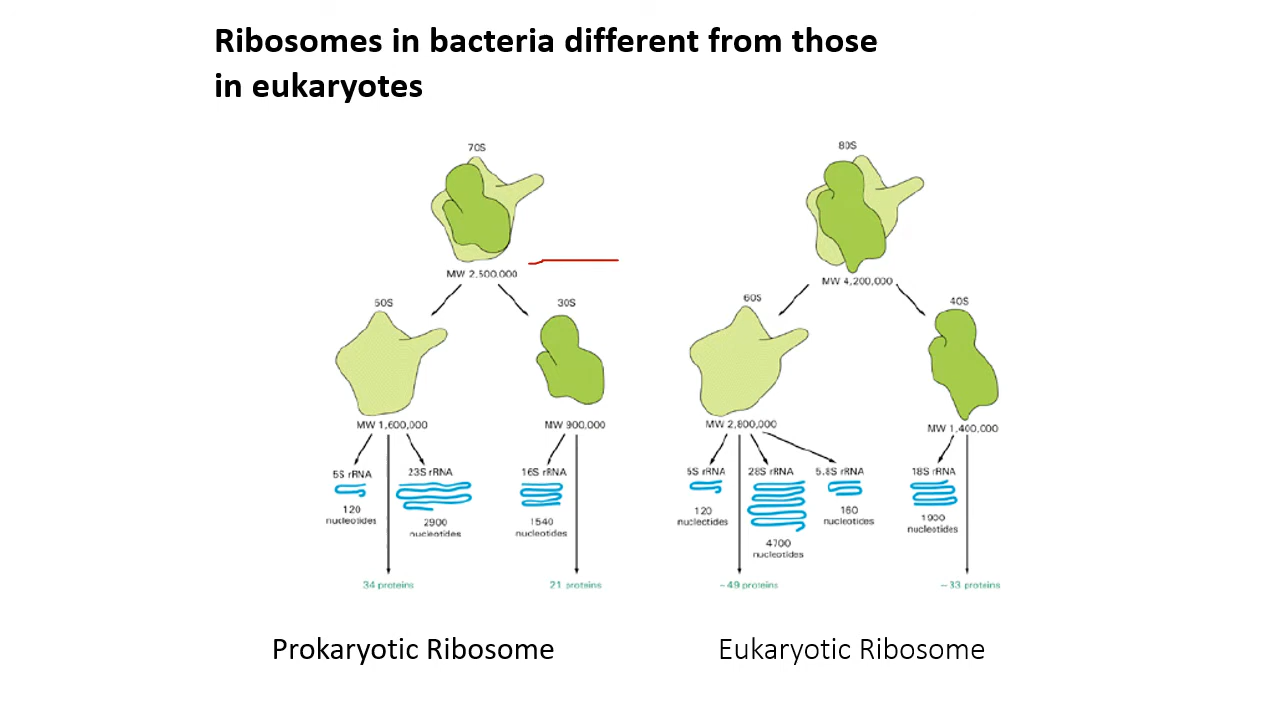 Ribosomes in bacteria different from those
in eukaryotes
70S
MW 2,500,000
50S
30S
MW 1,600,000
MW 900,000
5S rRNA
23S rRNA
16S rRNA
120
nucleotides
2900
nucleotides
1540
nucleotides
34 proteins
21 proteins
Prokaryotic Ribosome
80S
MW 4,200,000
60S
40S
MW 2,800,000
MW 1,400,000
5S rRNA
28S rRNA
5.8S rRNA
18S rRNA
120
nucleotides
4700
nucleotides
160
nucleotides
1900
nucleotides
~49 proteins
~33 proteins
Eukaryotic Ribosome